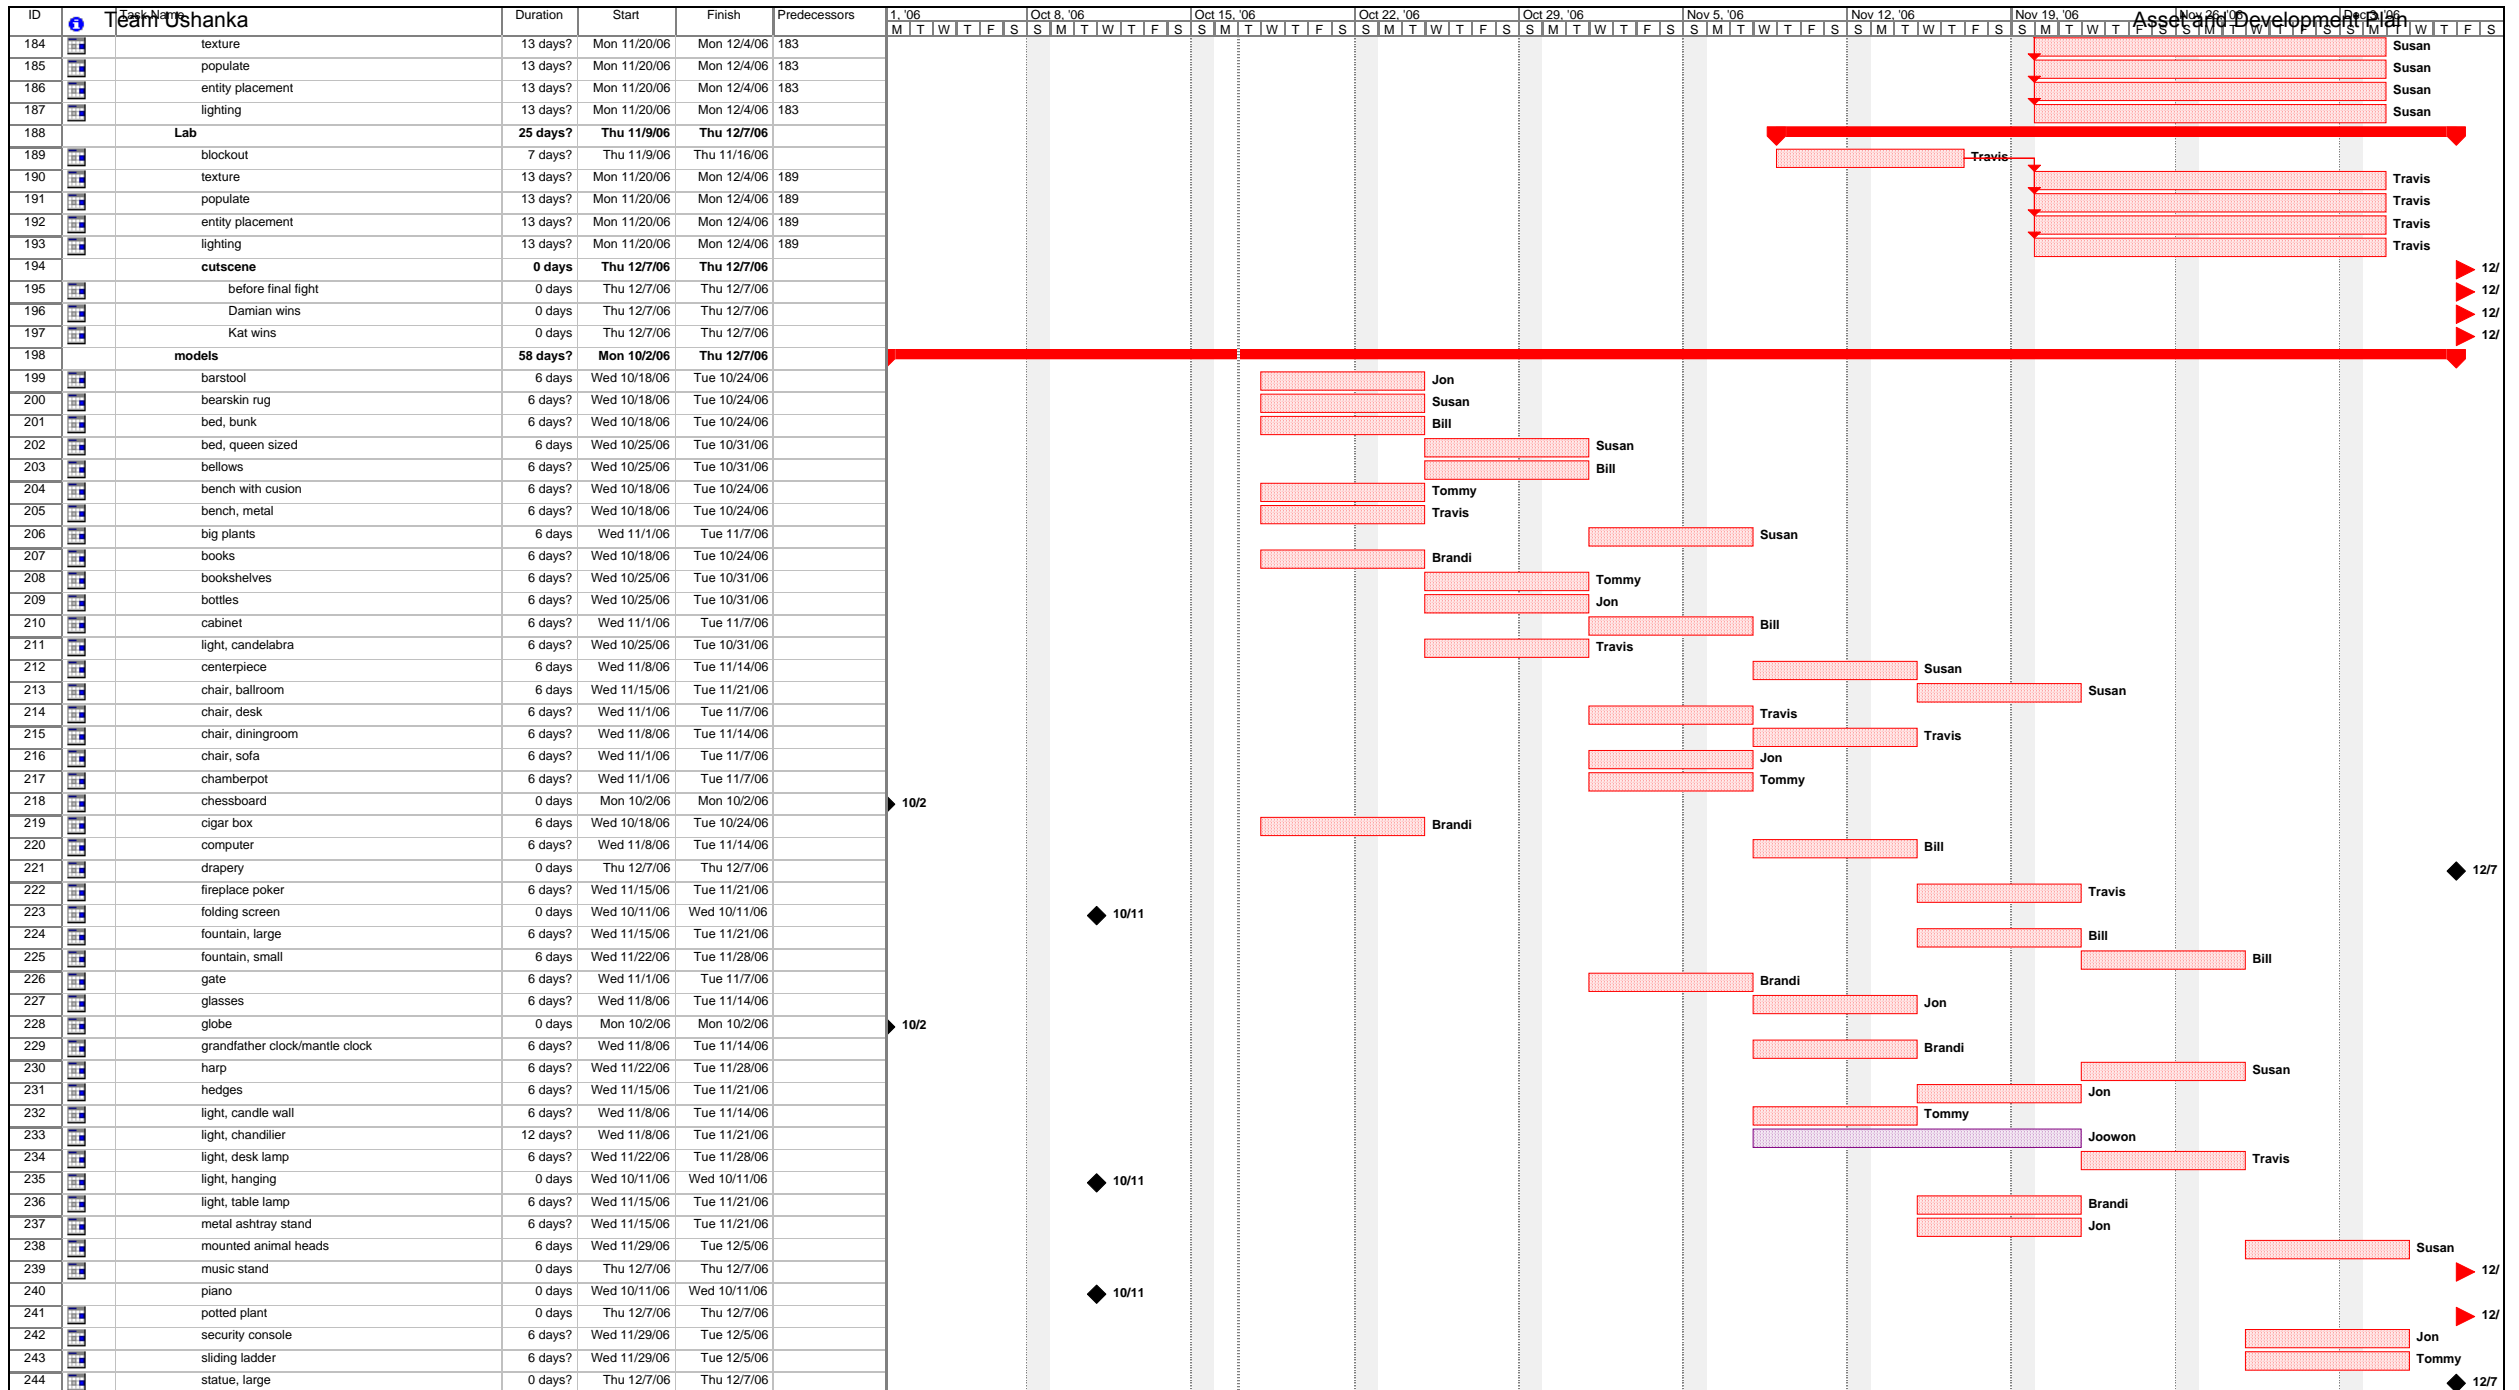 Team Ushanka
Asset and Development Plan
ID Task Name Duration Start Finish Predecessors 1, '06 Oct 8, '06 Oct 15, '06 Oct 22, '06 Oct 29, '06 Nov 5, '06 Nov 12, '06 Nov 19, '06 Nov 26, '06 Dec 3, '06
M T W T F S S M T W T F S S M T W T F S S M T W T F S S M T W T F S S M T W T F S S M T W T F S S M T W T F S S M T W T F S S M T W T F S
184 texture 13 days? Mon 11/20/06 Mon 12/4/06 183 Susan
185 populate 13 days? Mon 11/20/06 Mon 12/4/06 183 Susan
186 entity placement 13 days? Mon 11/20/06 Mon 12/4/06 183 Susan
187 lighting 13 days? Mon 11/20/06 Mon 12/4/06 183 Susan
188 Lab 25 days? Thu 11/9/06 Thu 12/7/06
189 blockout 7 days? Thu 11/9/06 Thu 11/16/06 Travis
190 texture 13 days? Mon 11/20/06 Mon 12/4/06 189 Travis
191 populate 13 days? Mon 11/20/06 Mon 12/4/06 189 Travis
192 entity placement 13 days? Mon 11/20/06 Mon 12/4/06 189 Travis
193 lighting 13 days? Mon 11/20/06 Mon 12/4/06 189 Travis
194 cutscene 0 days Thu 12/7/06 Thu 12/7/06 12/
195 before final fight 0 days Thu 12/7/06 Thu 12/7/06 12/
196 Damian wins 0 days Thu 12/7/06 Thu 12/7/06 12/
197 Kat wins 0 days Thu 12/7/06 Thu 12/7/06 12/
198 models 58 days? Mon 10/2/06 Thu 12/7/06
199 barstool 6 days Wed 10/18/06 Tue 10/24/06 Jon
200 bearskin rug 6 days? Wed 10/18/06 Tue 10/24/06 Susan
201 bed, bunk 6 days? Wed 10/18/06 Tue 10/24/06 Bill
202 bed, queen sized 6 days Wed 10/25/06 Tue 10/31/06 Susan
203 bellows 6 days? Wed 10/25/06 Tue 10/31/06 Bill
204 bench with cusion 6 days? Wed 10/18/06 Tue 10/24/06 Tommy
205 bench, metal 6 days? Wed 10/18/06 Tue 10/24/06 Travis
206 big plants 6 days Wed 11/1/06 Tue 11/7/06 Susan
207 books 6 days? Wed 10/18/06 Tue 10/24/06 Brandi
208 bookshelves 6 days? Wed 10/25/06 Tue 10/31/06 Tommy
209 bottles 6 days? Wed 10/25/06 Tue 10/31/06 Jon
210 cabinet 6 days? Wed 11/1/06 Tue 11/7/06 Bill
211 light, candelabra 6 days? Wed 10/25/06 Tue 10/31/06 Travis
212 centerpiece 6 days Wed 11/8/06 Tue 11/14/06 Susan
213 chair, ballroom 6 days Wed 11/15/06 Tue 11/21/06 Susan
214 chair, desk 6 days? Wed 11/1/06 Tue 11/7/06 Travis
215 chair, diningroom 6 days? Wed 11/8/06 Tue 11/14/06 Travis
216 chair, sofa 6 days? Wed 11/1/06 Tue 11/7/06 Jon
217 chamberpot 6 days? Wed 11/1/06 Tue 11/7/06 Tommy
218 chessboard 0 days Mon 10/2/06 Mon 10/2/06 10/2
219 cigar box 6 days Wed 10/18/06 Tue 10/24/06 Brandi
220 computer 6 days? Wed 11/8/06 Tue 11/14/06 Bill
221 drapery 0 days Thu 12/7/06 Thu 12/7/06 12/7
222 fireplace poker 6 days? Wed 11/15/06 Tue 11/21/06 Travis
223 folding screen 0 days Wed 10/11/06 Wed 10/11/06 10/11
224 fountain, large 6 days? Wed 11/15/06 Tue 11/21/06 Bill
225 fountain, small 6 days Wed 11/22/06 Tue 11/28/06 Bill
226 gate 6 days? Wed 11/1/06 Tue 11/7/06 Brandi
227 glasses 6 days? Wed 11/8/06 Tue 11/14/06 Jon
228 globe 0 days Mon 10/2/06 Mon 10/2/06 10/2
229 grandfather clock/mantle clock 6 days? Wed 11/8/06 Tue 11/14/06 Brandi
230 harp 6 days? Wed 11/22/06 Tue 11/28/06 Susan
231 hedges 6 days? Wed 11/15/06 Tue 11/21/06 Jon
232 light, candle wall 6 days? Wed 11/8/06 Tue 11/14/06 Tommy
233 light, chandilier 12 days? Wed 11/8/06 Tue 11/21/06 Joowon
234 light, desk lamp 6 days? Wed 11/22/06 Tue 11/28/06 Travis
235 light, hanging 0 days Wed 10/11/06 Wed 10/11/06 10/11
236 light, table lamp 6 days? Wed 11/15/06 Tue 11/21/06 Brandi
237 metal ashtray stand 6 days? Wed 11/15/06 Tue 11/21/06 Jon
238 mounted animal heads 6 days Wed 11/29/06 Tue 12/5/06 Susan
239 music stand 0 days Thu 12/7/06 Thu 12/7/06 12/
240 piano 0 days Wed 10/11/06 Wed 10/11/06 10/11
241 potted plant 0 days Thu 12/7/06 Thu 12/7/06 12/
242 security console 6 days? Wed 11/29/06 Tue 12/5/06 Jon
243 sliding ladder 6 days? Wed 11/29/06 Tue 12/5/06 Tommy
244 statue, large 0 days? Thu 12/7/06 Thu 12/7/06 12/7